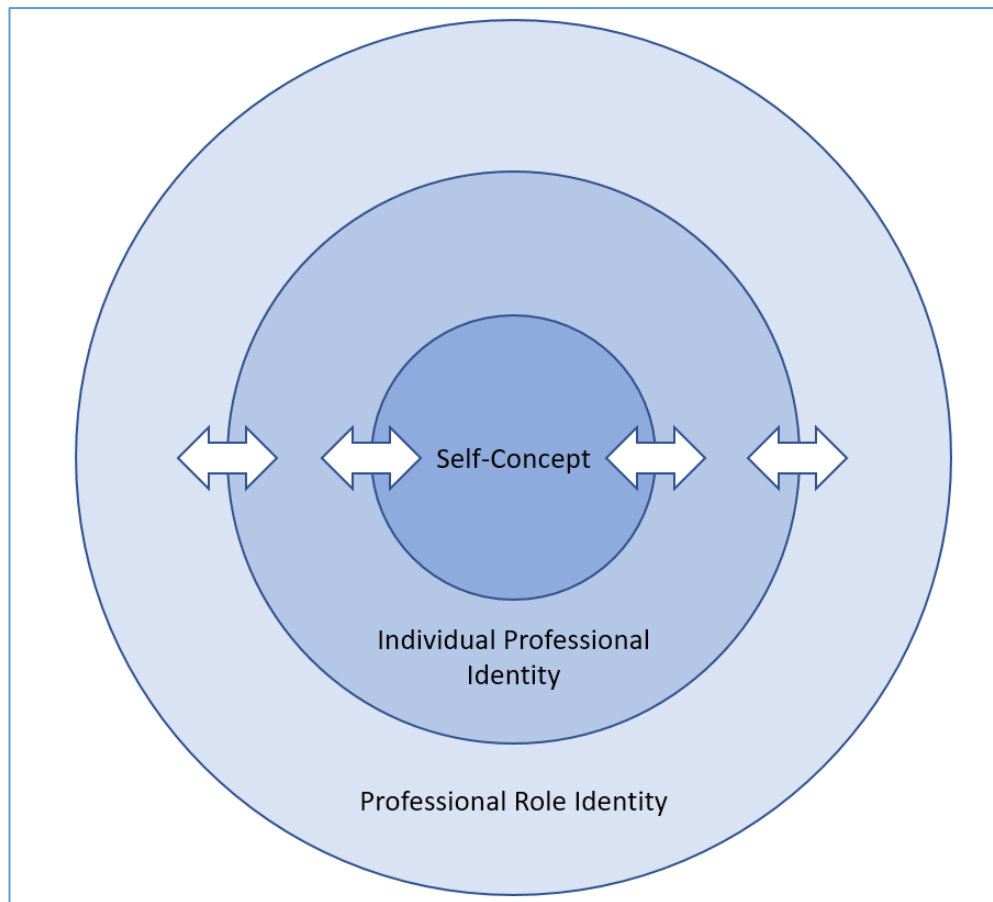 Self-Concept
Individual Professional
Identity
Professional Role Identity